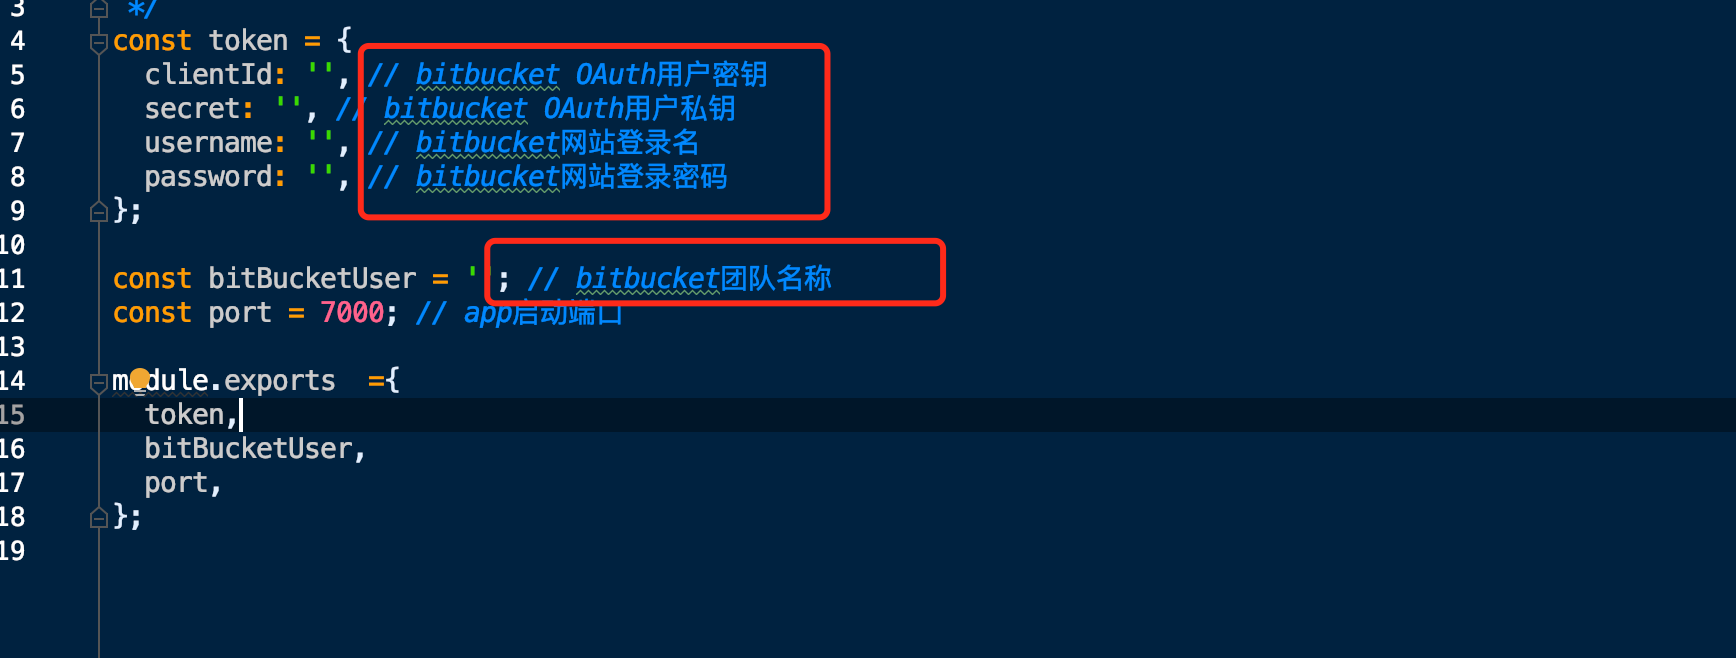 3 */
4 const token = {
5 clientId: '', // bitbucket OAuth用户密钥
6 secret: '', // bitbucket OAuth用户私钥
7 username: '', // bitbucket网站登录名
8 password: '', // bitbucket网站登录密码
9 };
10
11 const bitBucketUser = ''; // bitbucket团队名称
12 const port = 7000; // app启动端口
13
14 module.exports  ={
15 token,
16 bitBucketUser,
17 port,
18 };
19